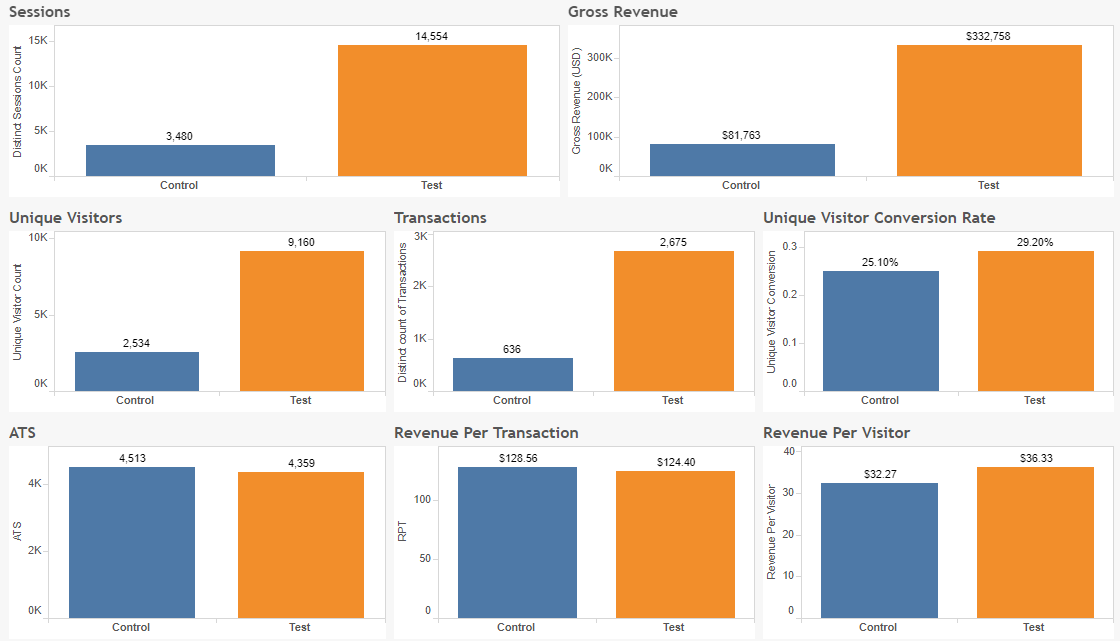 Sessions
Distinct Sessions Count
15K
10K
5K
0K
3,480
14,554
Control
Test
Gross Revenue
Gross Revenue (USD)
300K
200K
100K
0K
$81,763
$332,758
Control
Test
Unique Visitors
Unique Visitor Count
10K
5K
0K
2,534
9,160
Control
Test
Transactions
Distinct count of Transactions
3K
2K
1K
0K
636
2,675
Control
Test
Unique Visitor Conversion Rate
Unique Visitor Conversion
0.3
0.2
0.1
0.0
25.10%
29.20%
Control
Test
ATS
ATS
4K
2K
0K
4,513
4,359
Control
Test
Revenue Per Transaction
RPT
100
50
0
$128.56
$124.40
Control
Test
Revenue Per Visitor
Revenue Per Visitor
40
30
20
10
0
$32.27
$36.33
Control
Test